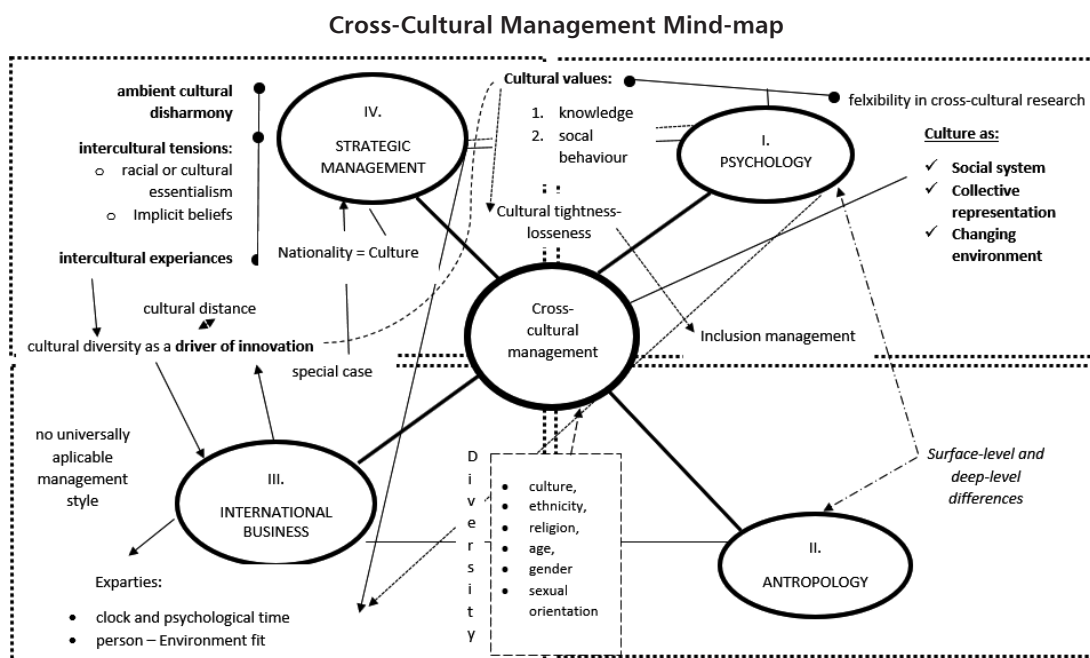 Cross-Cultural Management Mind-map
ambient cultural
disharmony
intercultural tensions:
o racial or cultural
essentialism
o Implicit beliefs
intercultural experiances
IV.
STRATEGIC
MANAGEMENT
Cultural values:
1. knowledge
2. socal
behaviour
I.
PSYCHOLOGY
felxibility in cross-cultural research
Culture as:
✓ Social system
✓ Collective
representation
✓ Changing
environment
Cultural tightness-
losseness
Nationality = Culture
cultural distance
cultural diversity as a driver of innovation
special case
Cross-
cultural
management
Inclusion management
no universally
aplicable
management
style
III.
INTERNATIONAL
BUSINESS
Diversity
• culture,
• ethnicity,
• religion,
• age,
• gender
• sexual
orientation
Surface-level and
deep-level
differences
II.
ANTROPOLOGY
Exparties:
• clock and psychological time
• person – Environment fit